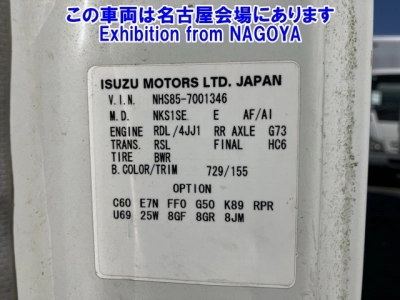 この車両は名古屋会場にあります
Exhibition from NAGOYA
ISUZU MOTORS LTD. JAPAN
V.I.N. NHS85-7001346
M.D. NKS1SE E AF/AI
ENGINE RDL/4JJ1 RR AXLE G73
TRANS. RSL FINAL HC6
TIRE BWR
B.COLOR/TRIM 729/155
OPTION
C60 E7N FF0 G50 K89 RPR
U69 25W 8GF 8GR 8JM